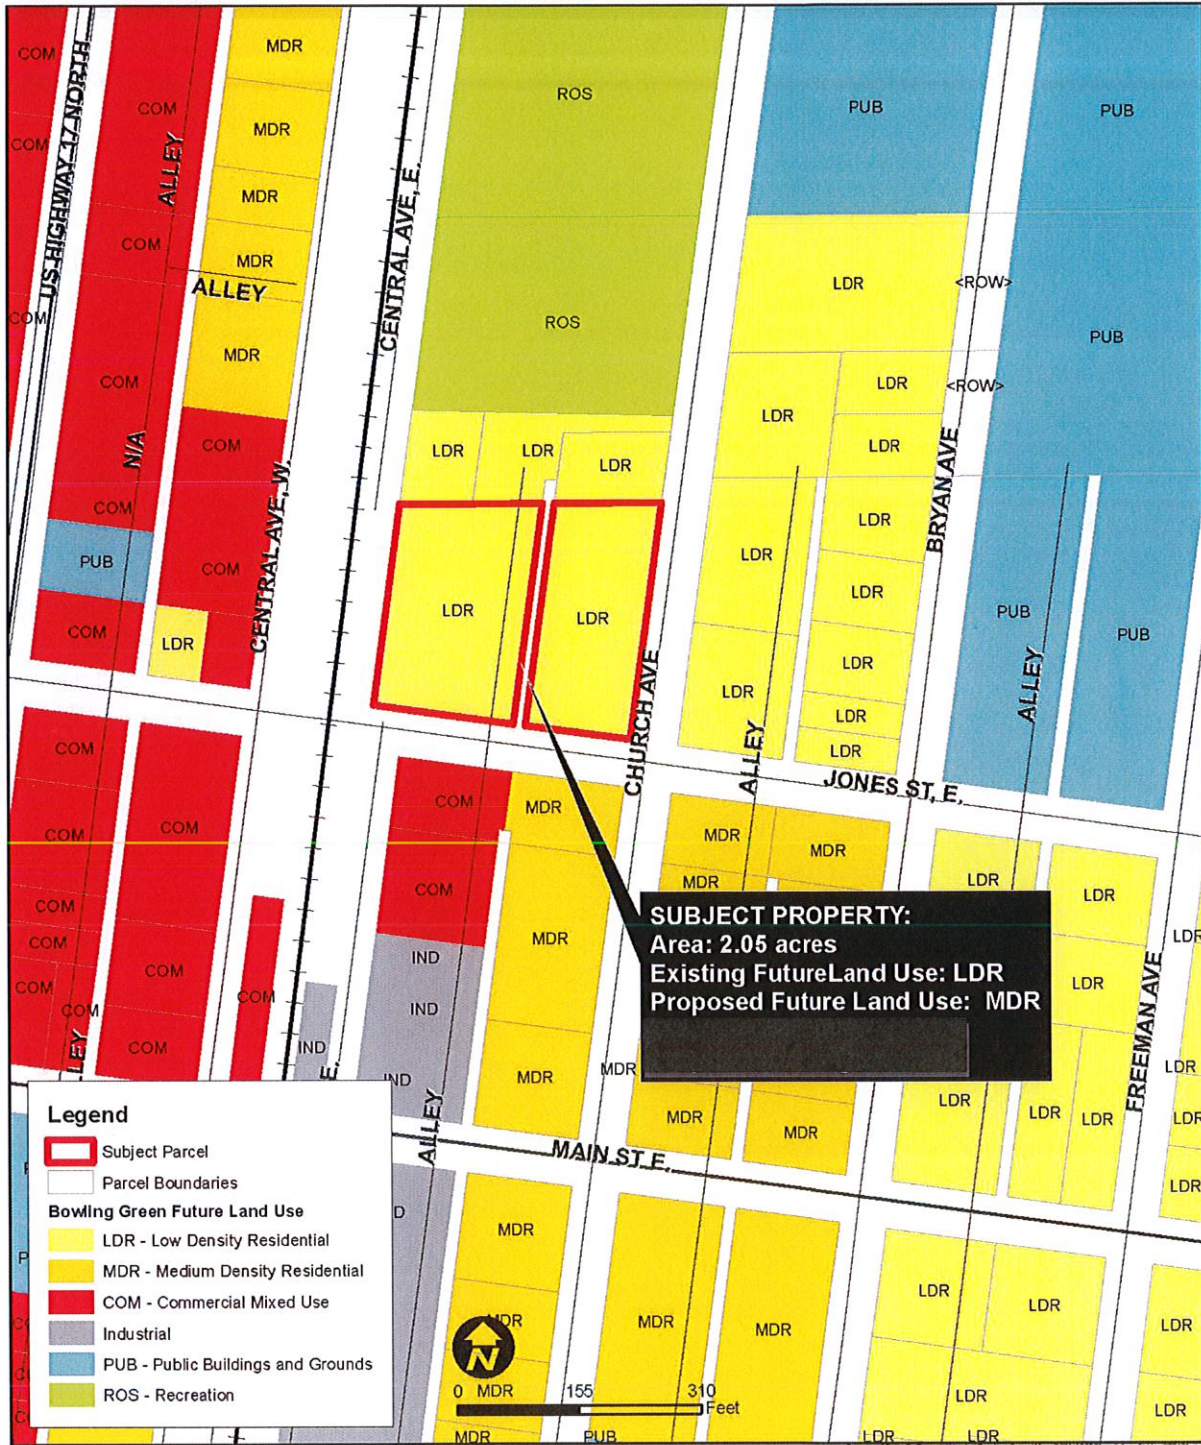 COM
MDR
COM
MDR
COM
ALLEY
MDR
COM
MDR
ALLEY
COM
MDR
COM
COM
N/A
COM
COM
PUB
COM
COM
LDR
US HIGHWAY 17 NORTH
CENTRAL AVE, W.
CENTRAL AVE, E.
ROS
ROS
PUB
PUB
LDR
<ROW>
PUB
LDR
LDR
<ROW>
LDR
LDR
LDR
LDR
LDR
LDR
LDR
LDR
LDR
LDR
LDR
LDR
LDR
LDR
BRYAN AVE
CHURCH AVE
ALLEY
PUB
PUB
ALLEY
JONES ST, E.
COM
COM
COM
COM
COM
COM
COM
COM
COM
COM
COM
COM
MDR
COM
MDR
IND
IND
IND
IND
MDR
ALLEY
E.
LEY
MDR
MDR
MDR
MDR
MDR
MDR
LDR
LDR
LDR
LDR
LDR
LDR
LDR
LDR
LDR
LDR
LDR
FREEMAN AVE
SUBJECT PROPERTY:
Area: 2.05 acres
Existing FutureLand Use: LDR
Proposed Future Land Use: MDR
MAIN ST E.
MDR
MDR
MDR
MDR
MDR
MDR
PUB
LDR
LDR
LDR
LDR
LDR
LDR
LDR
Legend
Subject Parcel
Parcel Boundaries
Bowling Green Future Land Use
LDR - Low Density Residential
MDR - Medium Density Residential
COM - Commercial Mixed Use
Industrial
PUB - Public Buildings and Grounds
ROS - Recreation
N
0 MDR 155 310
Feet